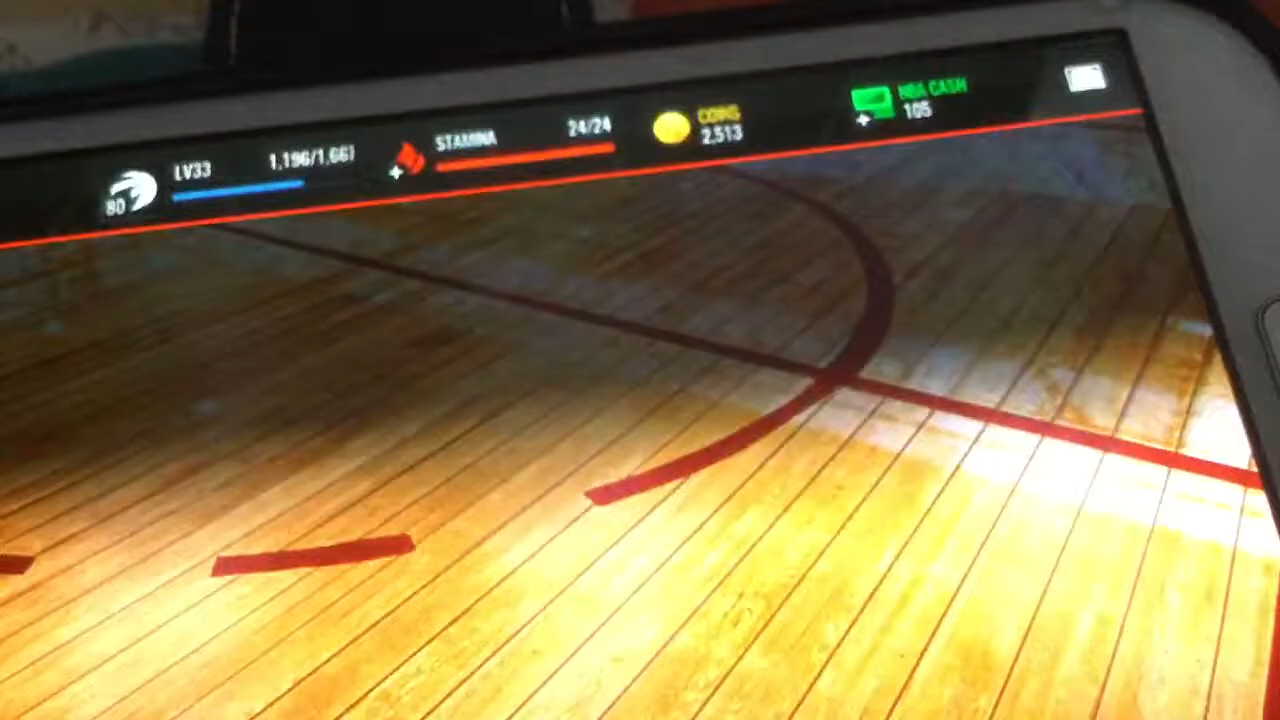 80
LV33
1,196/1,661
STAMINA
24/24
COINS
2,513
NBA CASH
105